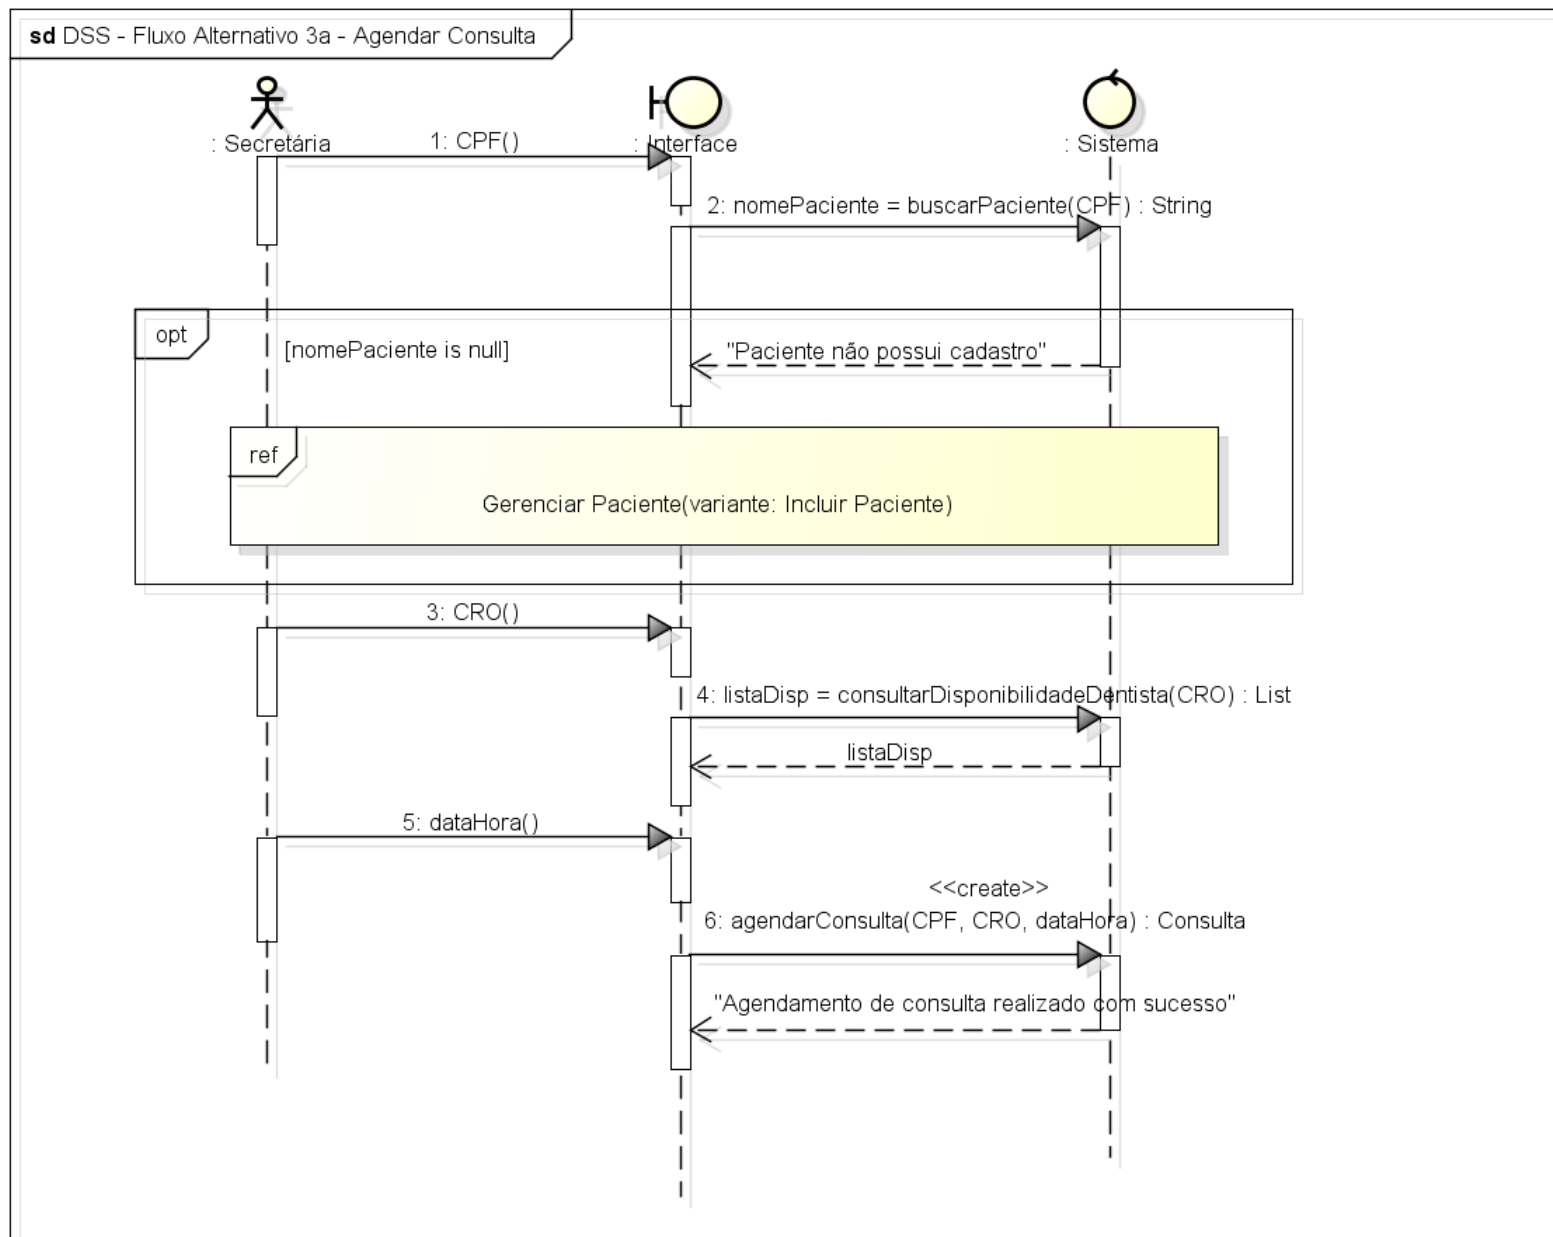 sd DSS - Fluxo Alternativo 3a - Agendar Consulta
: Secretária
1: CPF()
: Interface
: Sistema
2: nomePaciente = buscarPaciente(CPF) : String
opt
[nomePaciente is null]
"Paciente não possui cadastro"
ref
Gerenciar Paciente(variante: Incluir Paciente)
3: CRO()
4: listaDisp = consultarDisponibilidadeDentista(CRO) : List
listaDisp
5: dataHora()
<<create>>
6: agendarConsulta(CPF, CRO, dataHora) : Consulta
"Agendamento de consulta realizado com sucesso"